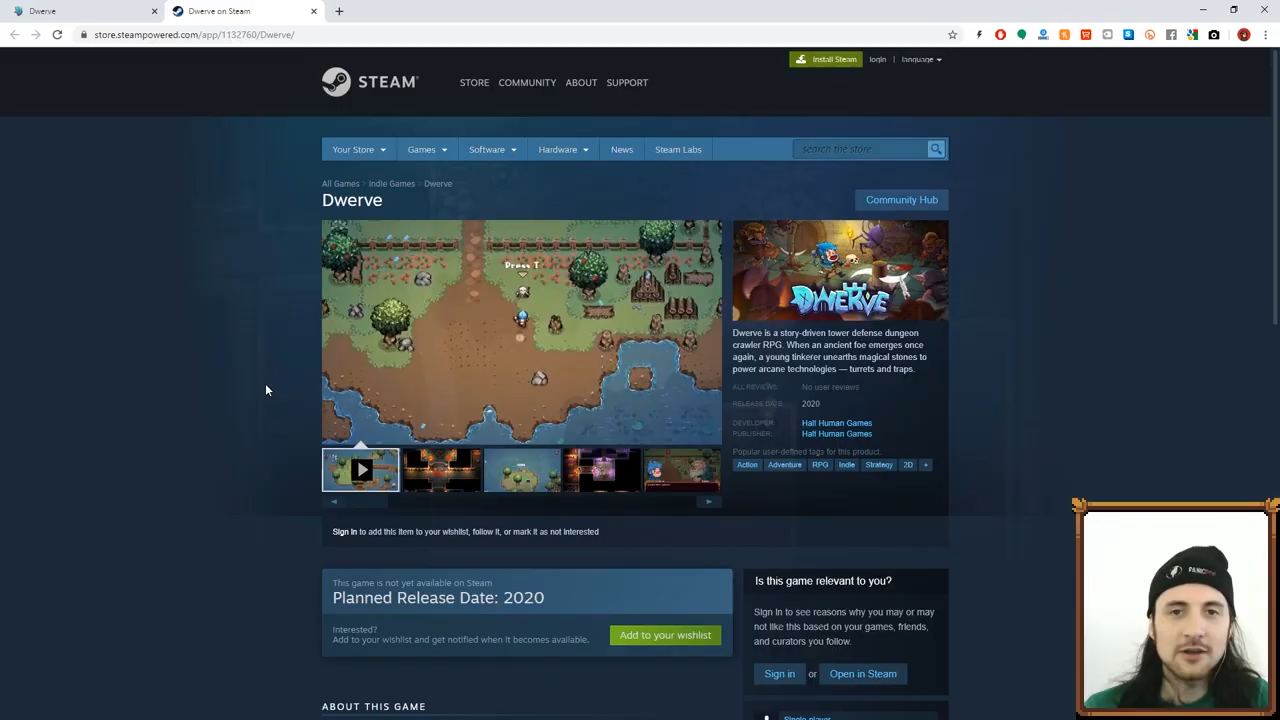 Dwerve
Dwerve on Steam
store.steampowered.com/app/1132760/Dwerve/
Install Steam
login
language
STEAM
STORE
COMMUNITY
ABOUT
SUPPORT
Your Store
Games
Software
Hardware
News
Steam Labs
search the store
All Games > Indie Games > Dwerve
Dwerve
Community Hub
Press T
DWERVE
Dwerve is a story-driven tower defense dungeon
crawler RPG. When an ancient foe emerges once
again, a young tinkerer unearths magical stones to
power arcane technologies — turrets and traps.
ALL REVIEWS:
No user reviews
RELEASE DATE:
2020
DEVELOPER:
Half Human Games
PUBLISHER:
Half Human Games
Popular user-defined tags for this product:
Action
Adventure
RPG
Indie
Strategy
2D
+
Sign in to add this item to your wishlist, follow it, or mark it as not interested
This game is not yet available on Steam
Planned Release Date: 2020
Interested?
Add to your wishlist and get notified when it becomes available.
Add to your wishlist
Is this game relevant to you?
Sign in to see reasons why you may or may
not like this based on your games, friends,
and curators you follow.
Sign in
or
Open in Steam
ABOUT THIS GAME
Single-player